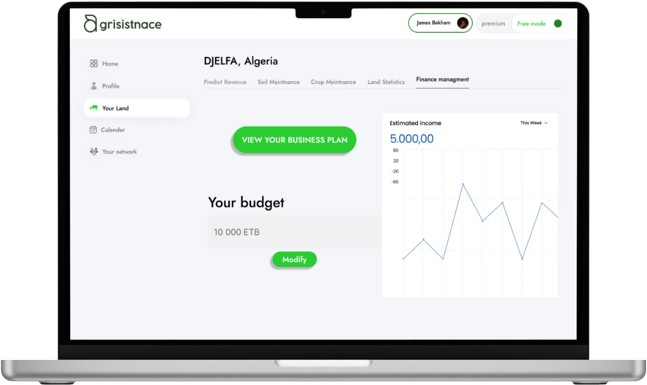 agrisistnace
James Bekham
premium
Free mode
Home
Profile
Your Land
Calender
Your network
DJELFA, Algeria
Predict Revenue
Soil Maintnance
Crop Maintnance
Land Statistics
Finance managment
VIEW YOUR BUSINESS PLAN
Your budget
10 000 ETB
Modify
Estimated income
This Week
5.000,00
60
20
-20
-60